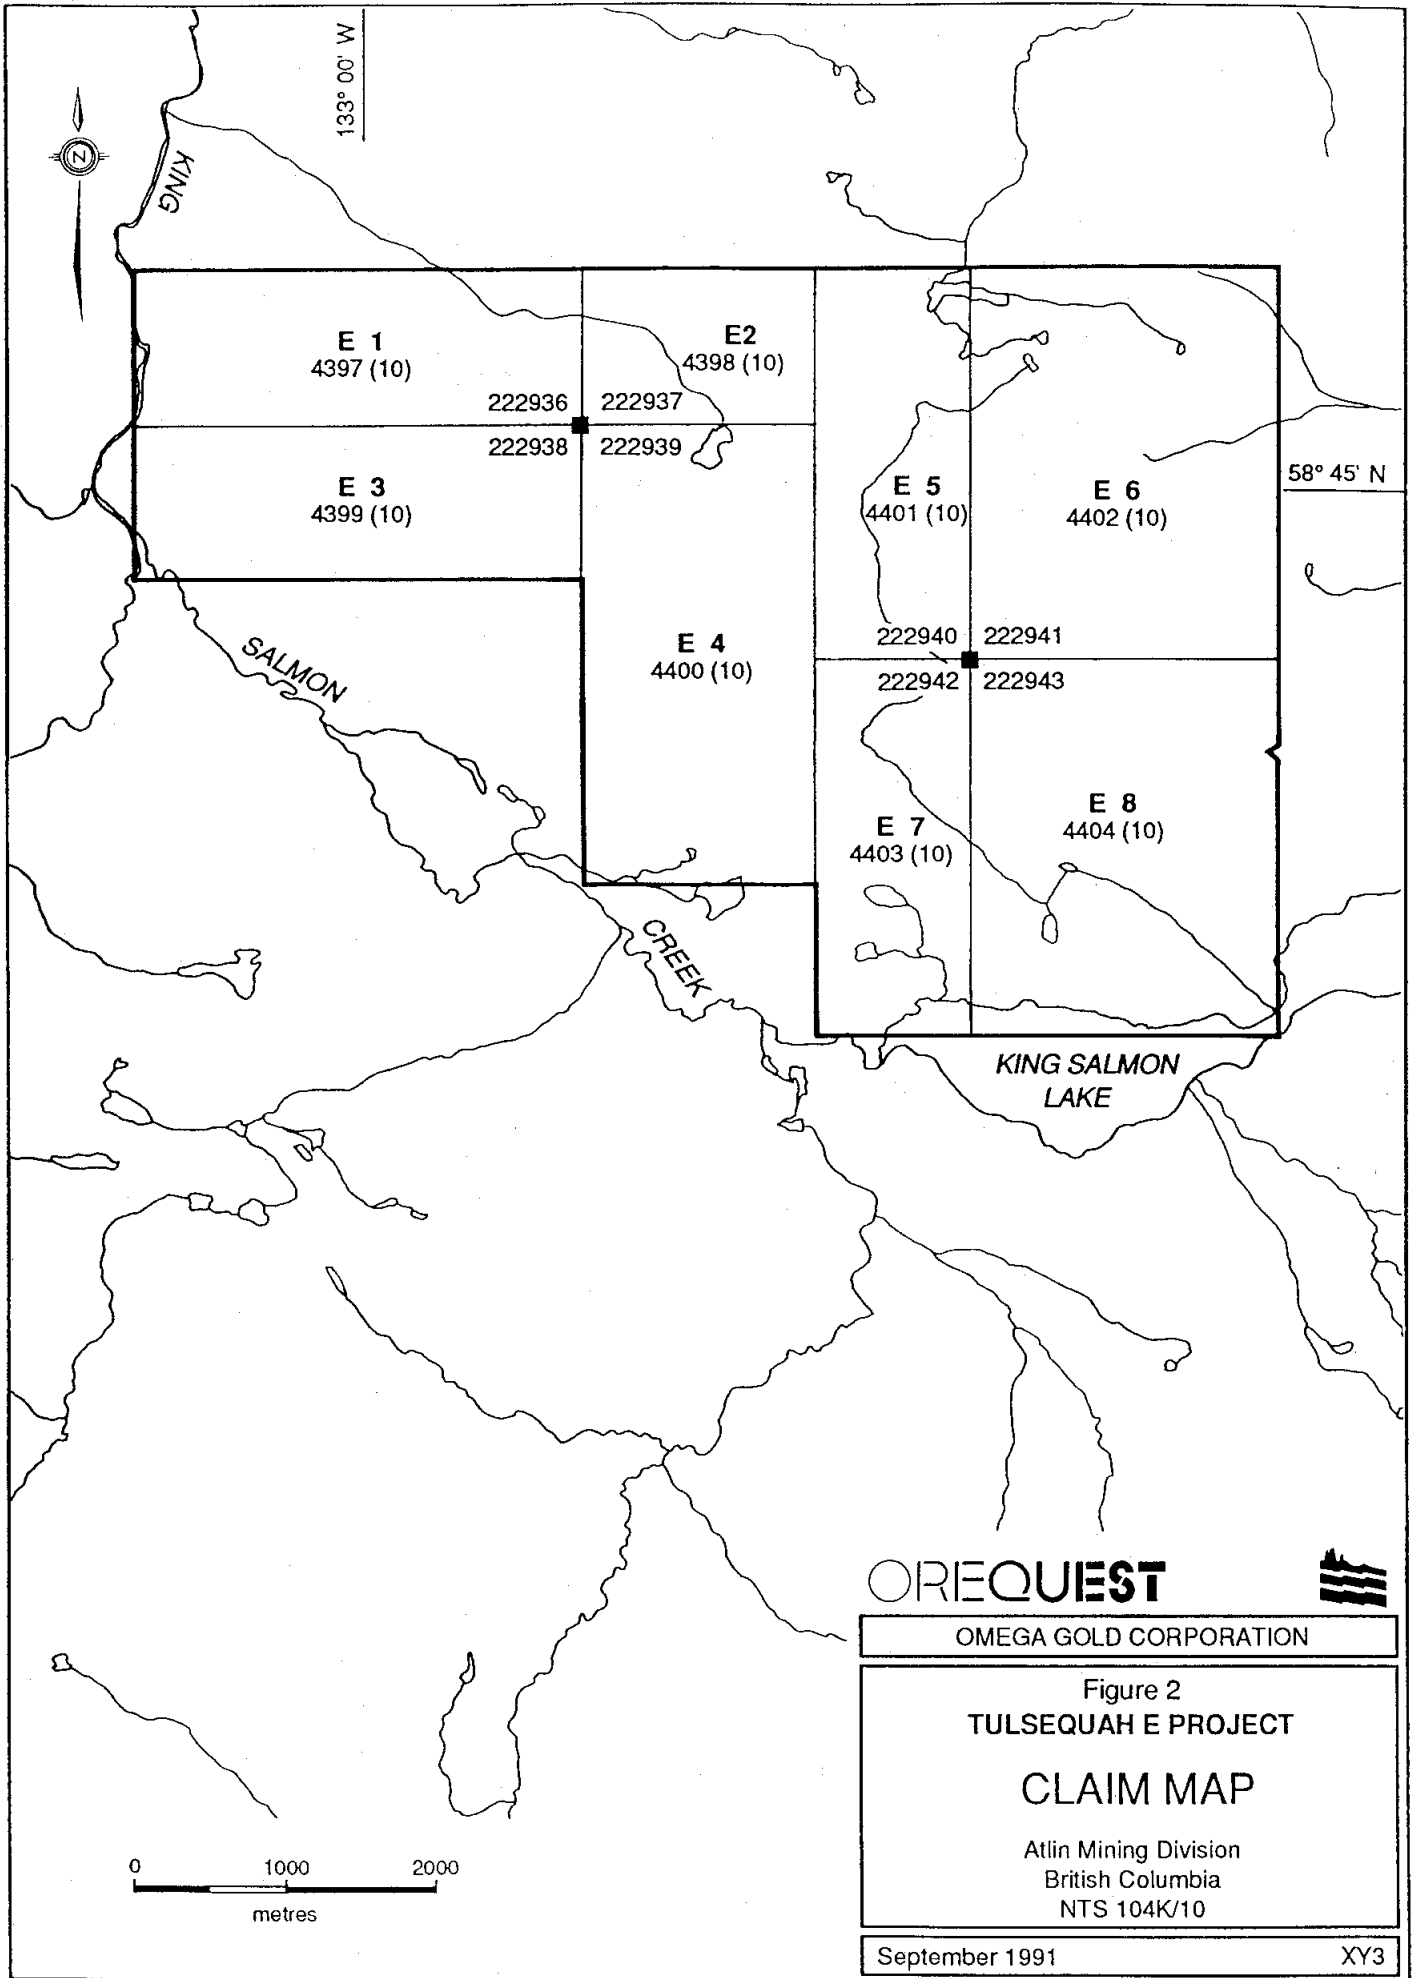 133° 00' W
N
KING
E 1
4397 (10)
E2
4398 (10)
222936
222937
222938
222939
E 3
4399 (10)
E 5
4401 (10)
E 6
4402 (10)
58° 45' N
E 4
4400 (10)
222940
222941
222942
222943
SALMON
E 7
4403 (10)
E 8
4404 (10)
CREEK
KING SALMON
LAKE
OREQUEST
OMEGA GOLD CORPORATION
Figure 2
TULSEQUAH E PROJECT
CLAIM MAP
Atlin Mining Division
British Columbia
NTS 104K/10
0
1000
2000
metres
September 1991
XY3